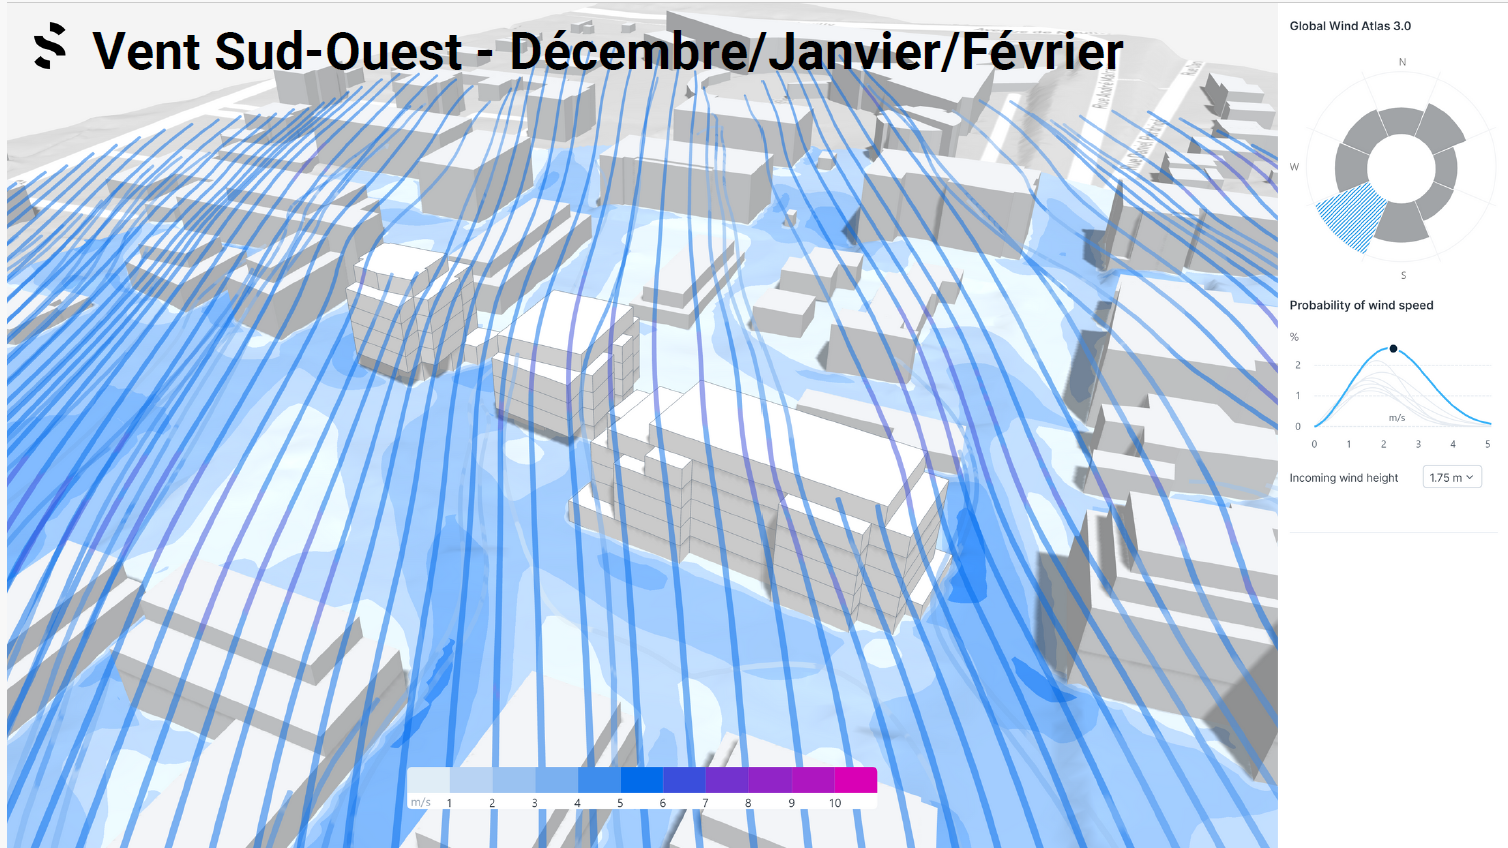 Vent Sud-Ouest - Décembre/Janvier/Février
Global Wind Atlas 3.0
N
W
S
Probability of wind speed
%
2
1
0
m/s
0 1 2 3 4 5
Incoming wind height 1.75 m
m/s 1 2 3 4 5 6 7 8 9 10